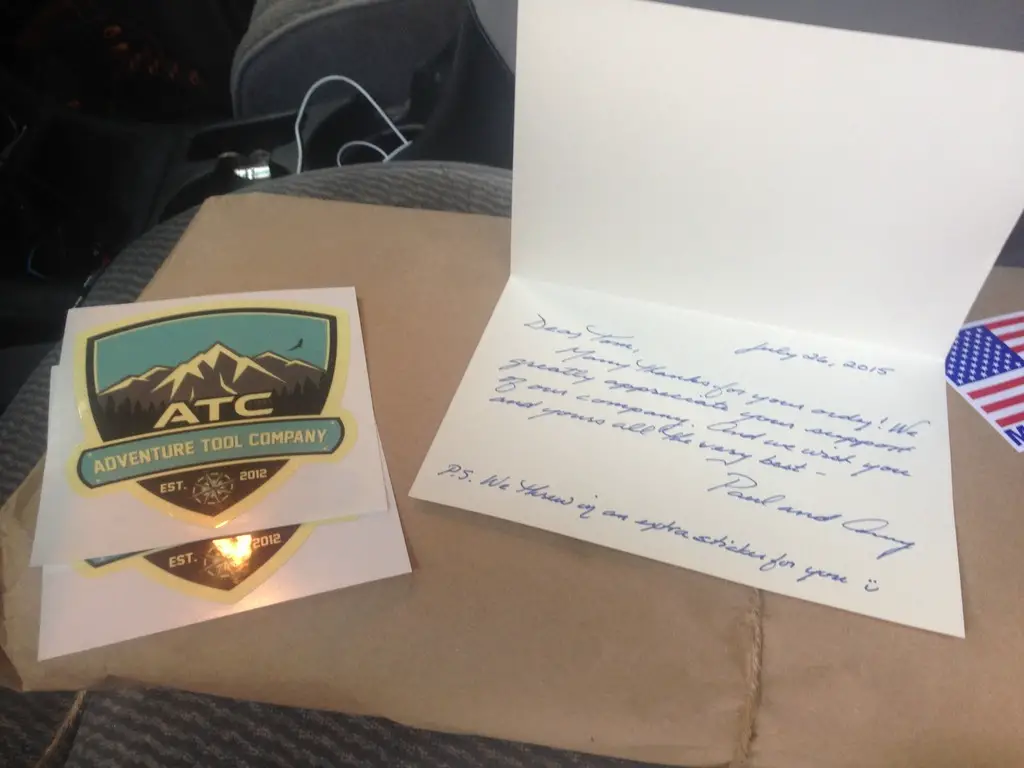 ATC
ADVENTURE TOOL COMPANY
EST. 2012
EST. 2012
July 26, 2015
Dear
Many thanks for your order! We
greatly appreciate your support
of our company, and we wish you
and yours all the very best -
Paul and Amy
P.S. We threw in an extra sticker for you